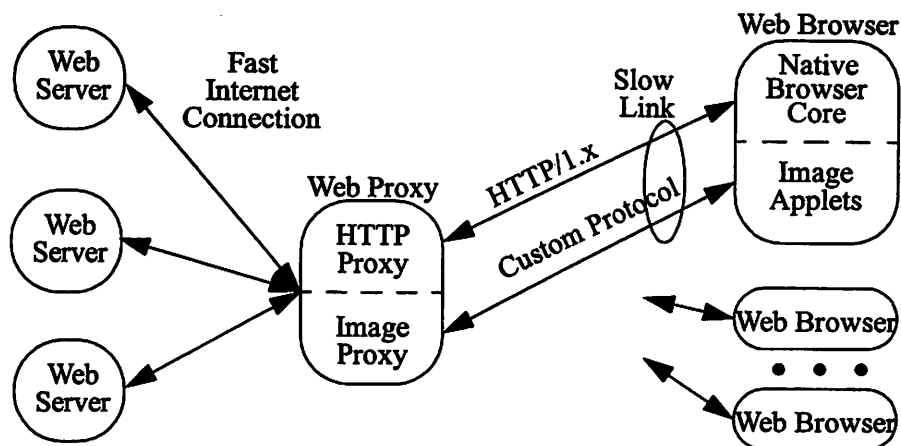 Web
Server
Fast
Internet
Connection
Web
Server
Web
Server
Web Proxy
HTTP
Proxy
Image
Proxy
HTTP/1.x
Custom Protocol
Slow
Link
Web Browser
Native
Browser
Core
Image
Applets
Web Browser
Web Browser